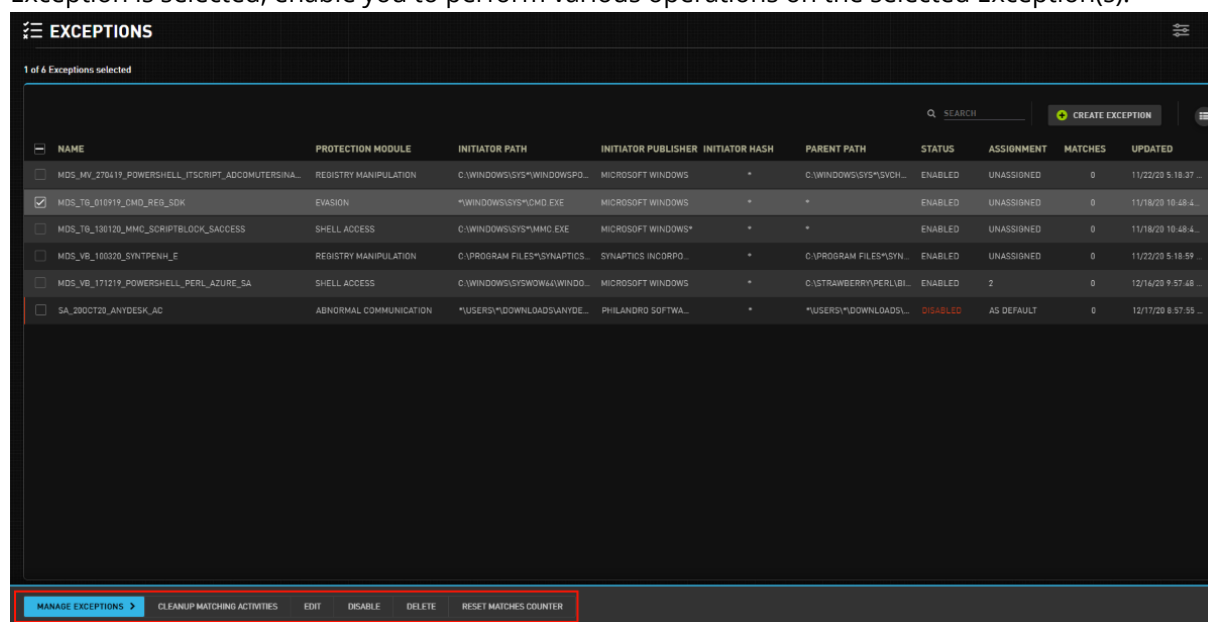 Exception is selected, enable you to perform various operations on the selected Exception(s).
EXCEPTIONS
1 of 6 Exceptions selected
SEARCH CREATE EXCEPTION
NAME PROTECTION MODULE INITIATOR PATH INITIATOR PUBLISHER INITIATOR HASH PARENT PATH STATUS ASSIGNMENT MATCHES UPDATED
MDS_MV_270419_POWERSHELL_ITSCRIPT_ADCOMUTERSINA... REGISTRY MANIPULATION C:\WINDOWS\SYS*\WINDOWSPO... MICROSOFT WINDOWS * C:\WINDOWS\SYS*\SVCH... ENABLED UNASSIGNED 0 11/22/20 5:18:37 ...
MDS_TG_010919_CMD_REG_SDK EVASION *\WINDOWS\SYS*\CMD.EXE MICROSOFT WINDOWS * * ENABLED UNASSIGNED 0 11/18/20 10:48:4...
MDS_TG_130120_MMC_SCRIPTBLOCK_SACCESS SHELL ACCESS C:\WINDOWS\SYS*\MMC.EXE MICROSOFT WINDOWS* * * ENABLED UNASSIGNED 0 11/18/20 10:48:4...
MDS_VB_100320_SYNTPENH_E REGISTRY MANIPULATION C:\PROGRAM FILES*\SYNAPTICS... SYNAPTICS INCORPO... * C:\PROGRAM FILES*\SYN... ENABLED UNASSIGNED 0 11/22/20 5:18:59 ...
MDS_VB_171219_POWERSHELL_PERL_AZURE_SA SHELL ACCESS C:\WINDOWS\SYSWOW64\WINDO... MICROSOFT WINDOWS * C:\STRAWBERRY\PERL\BI... ENABLED 2 0 12/16/20 9:57:48 ...
SA_20OCT20_ANYDESK_AC ABNORMAL COMMUNICATION *\USERS\*\DOWNLOADS\ANYDE... PHILANDRO SOFTWA... * *\USERS\*\DOWNLOADS\... DISABLED AS DEFAULT 0 12/17/20 8:57:55 ...
MANAGE EXCEPTIONS > CLEANUP MATCHING ACTIVITIES EDIT DISABLE DELETE RESET MATCHES COUNTER